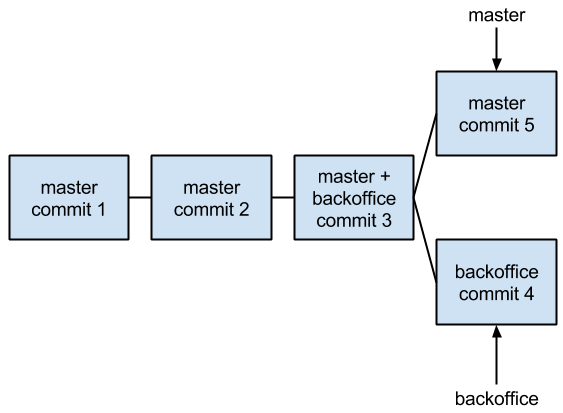 master
master
commit 5
master
commit 1
master
commit 2
master +
backoffice
commit 3
backoffice
commit 4
backoffice